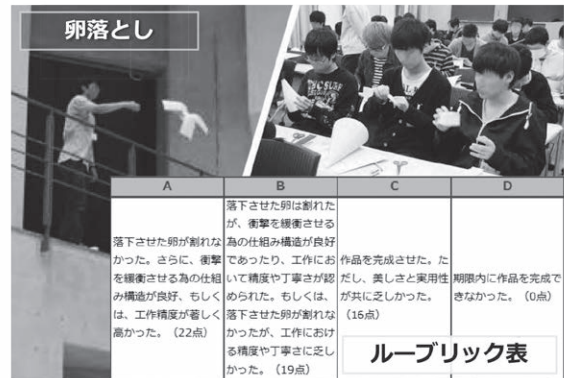 卵落とし
A
落下させた卵が割れな
かった。さらに、衝撃
を緩衝させる為の仕組
み構造が良好、もしく
は、工作精度が著しく
高かった。（22点）
B
落下させた卵は割れた
が、衝撃を緩衝させる
為の仕組み構造が良好
であったり、工作にお
いて精度や丁寧さが認
められた。もしくは、
落下させた卵が割れな
かったが、工作におけ
る精度や丁寧さに乏し
かった。（19点）
C
作品を完成させた。た
だし、美しさと実用性
が共に乏しかった。
（16点）
D
期限内に作品を完成で
きなかった。（0点）
ルーブリック表